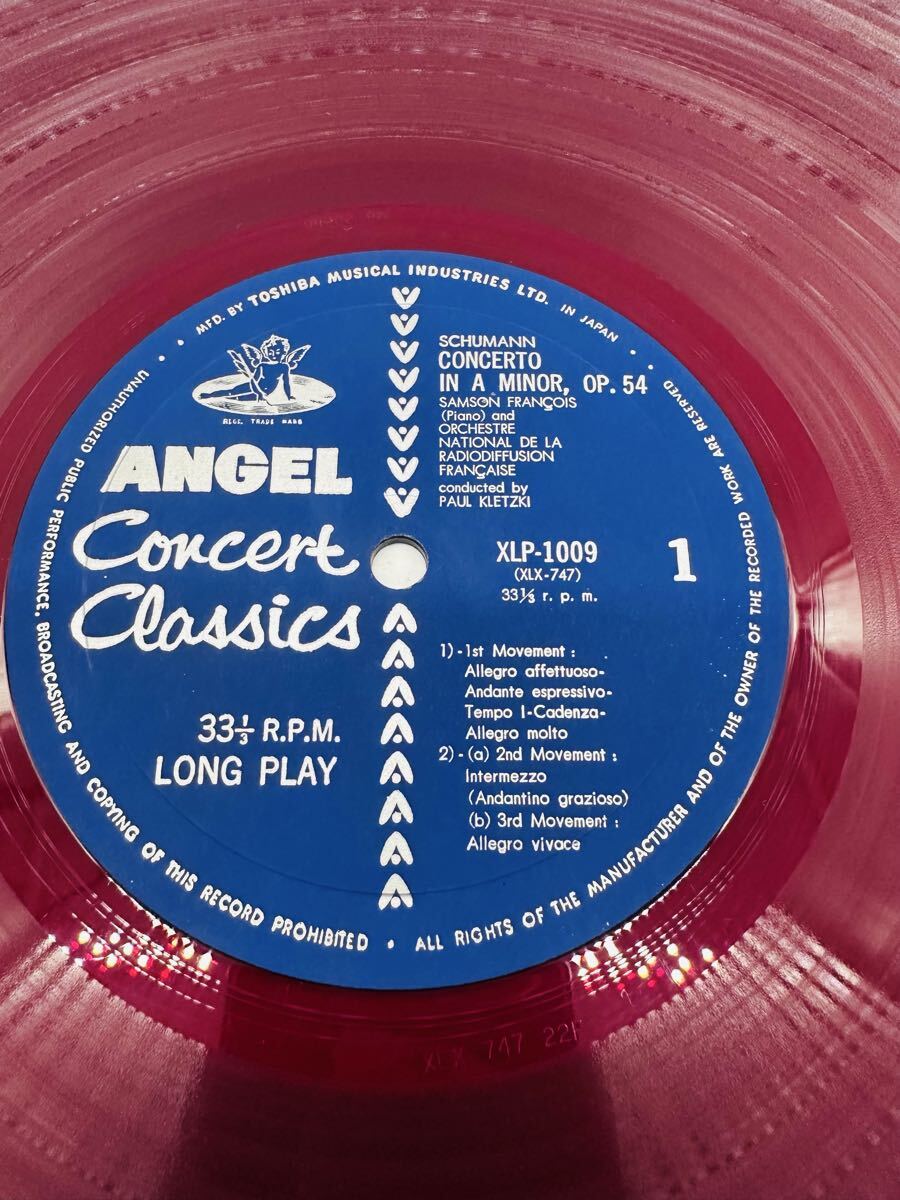 MFD. BY TOSHIBA MUSICAL INDUSTRIES LTD. IN JAPAN
REGE. TRADE MARK
ANGEL
Concert
Classics
33⅓ R.P.M.
LONG PLAY
SCHUMANN
CONCERTO
IN A MINOR, OP. 54
SAMSON FRANÇOIS
(Piano) and
ORCHESTRE
NATIONAL DE LA
RADIODIFFUSION
FRANÇAISE
conducted by
PAUL KLETZKI
XLP-1009
(XLX-747)
33⅓ r. p. m.
1
1)-1st Movement :
Allegro affettuoso-
Andante espressivo-
Tempo I-Cadenza-
Allegro molto
2)-(a) 2nd Movement :
Intermezzo
(Andantino grazioso)
(b) 3rd Movement :
Allegro vivace
UNAUTHORIZED PUBLIC PERFORMANCE, BROADCASTING AND COPYING OF THIS RECORD PROHIBITED • ALL RIGHTS OF THE MANUFACTURER AND OF THE OWNER OF THE RECORDED WORK ARE RESERVED
XLX 747